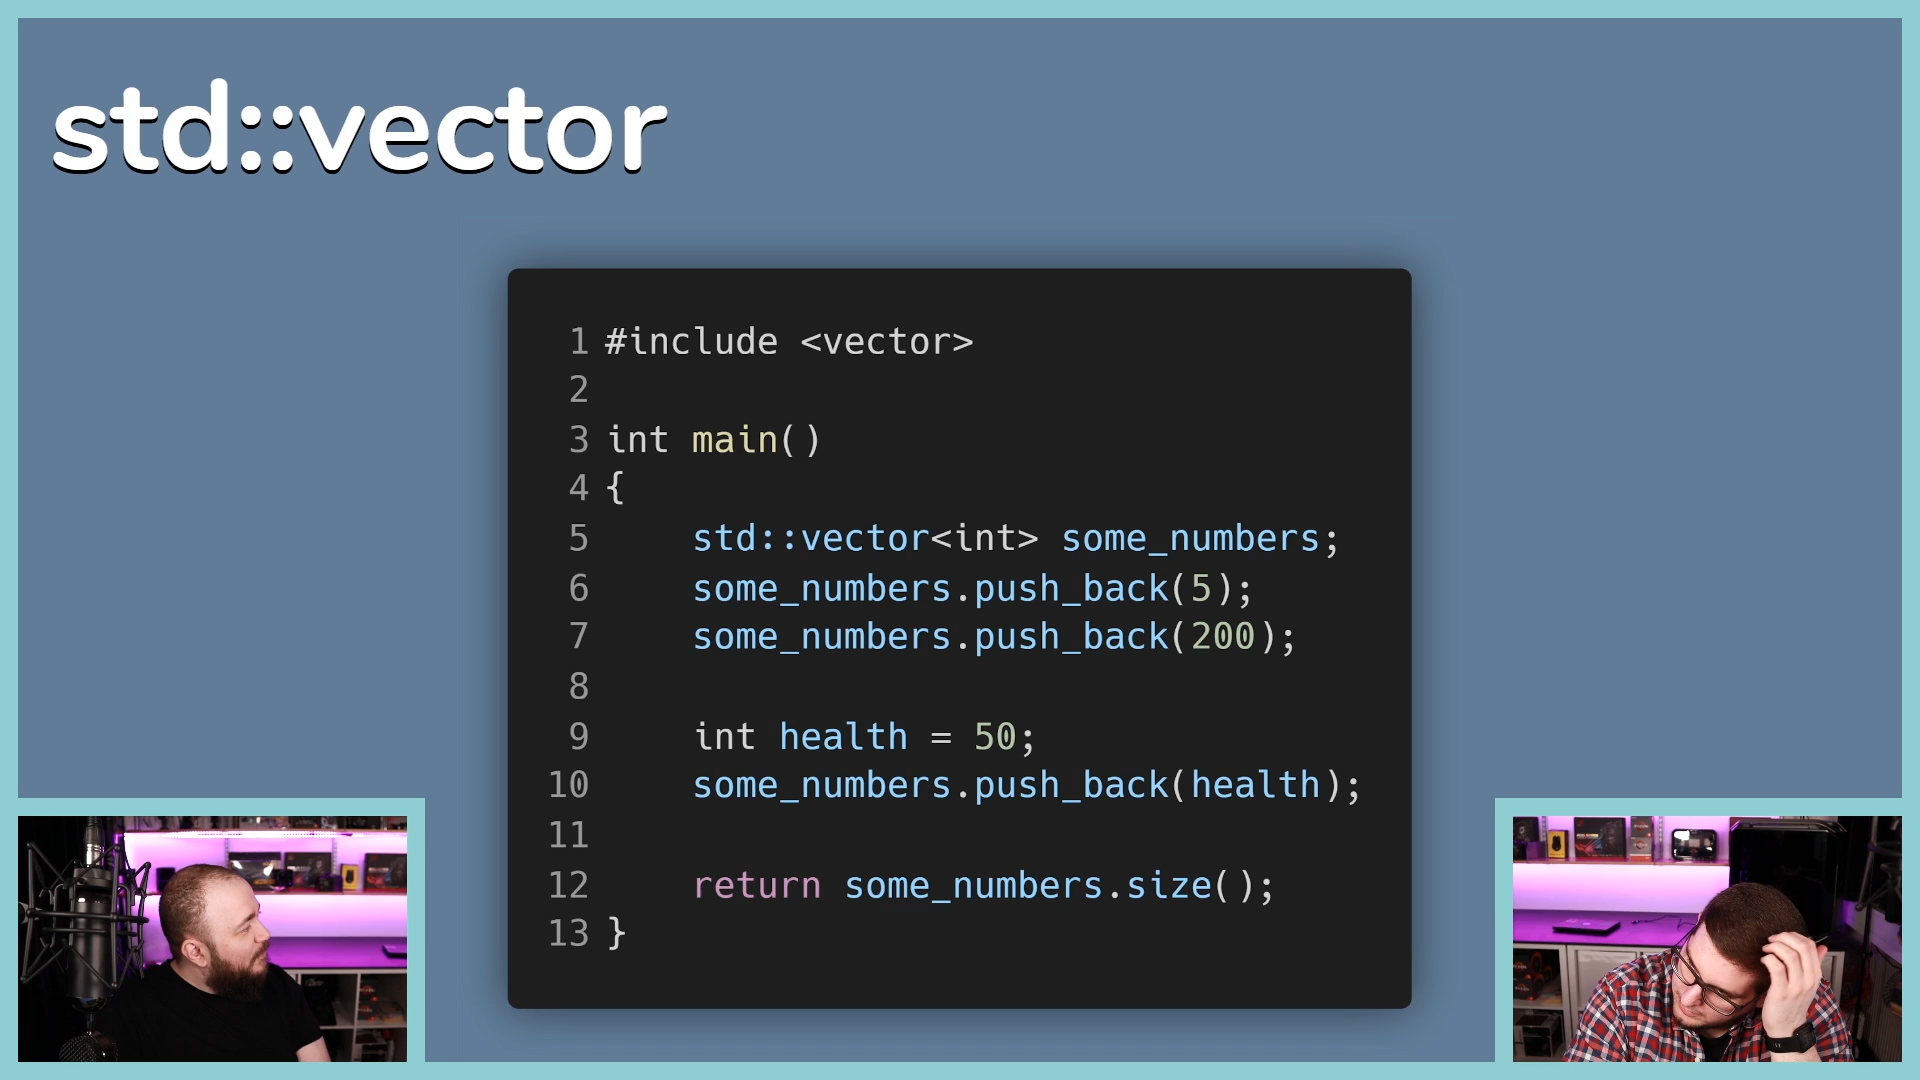 std::vector
1 #include <vector>
2
3 int main()
4 {
5     std::vector<int> some_numbers;
6     some_numbers.push_back(5);
7     some_numbers.push_back(200);
8
9     int health = 50;
10     some_numbers.push_back(health);
11
12     return some_numbers.size();
13 }